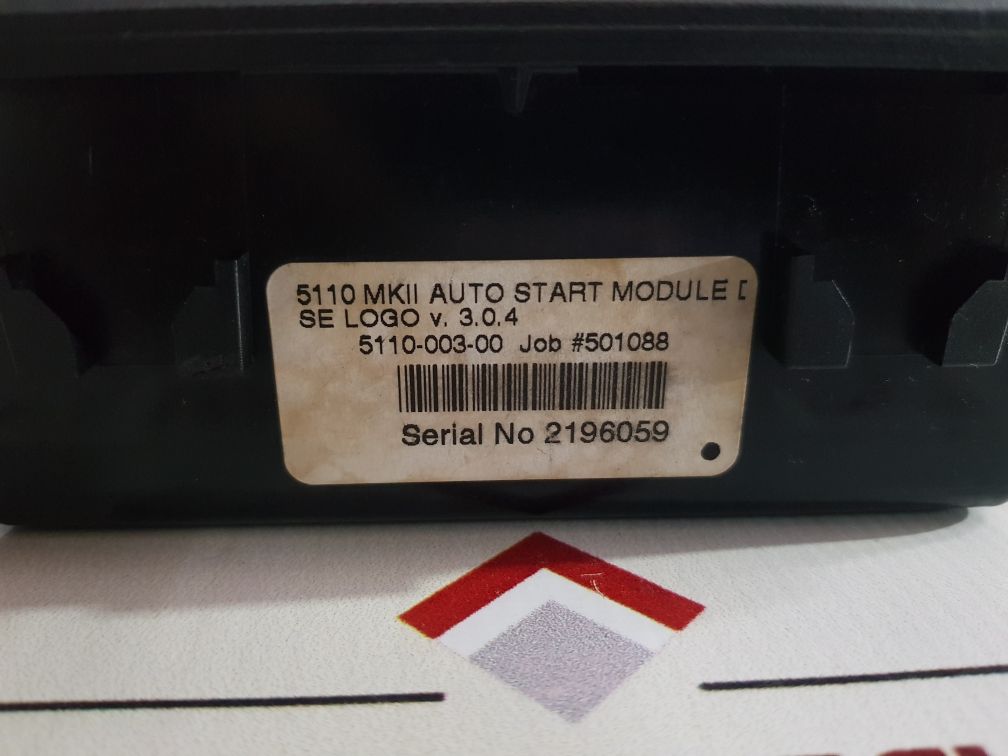 5110 MKII AUTO START MODULE
SE LOGO v. 3.0.4
5110-003-00 Job #501088
Serial No 2196059